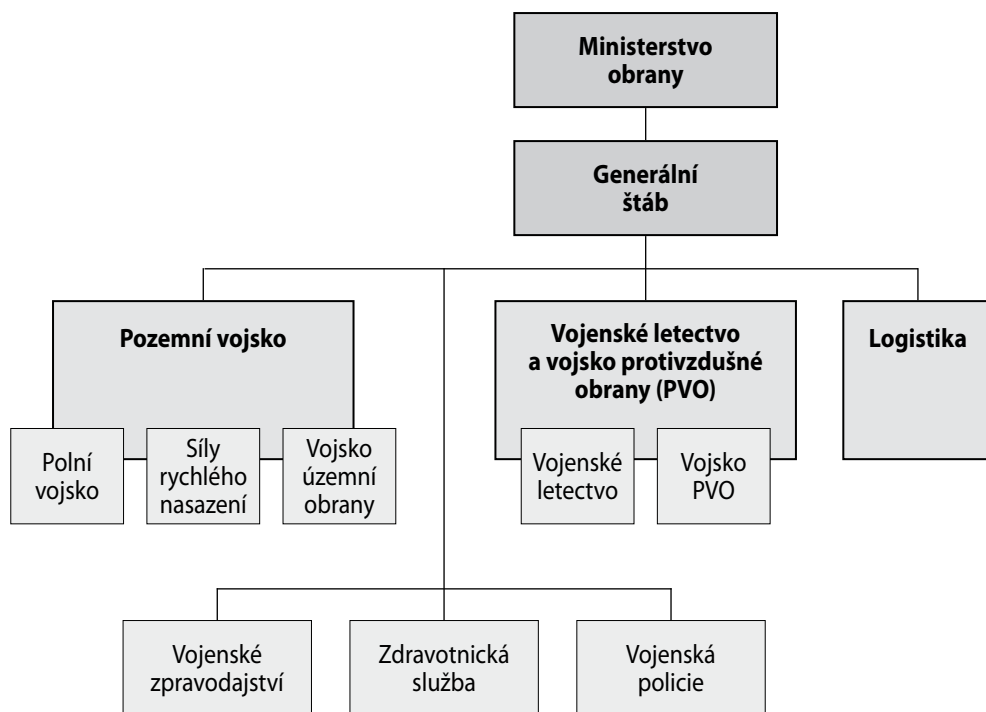 Ministerstvo
obrany
Generální
štáb
Pozemní vojsko
Vojenské letectvo
a vojsko protivzdušné
obrany (PVO)
Logistika
Polní
vojsko
Síly
rychlého
nasazení
Vojsko
územní
obrany
Vojenské
letectvo
Vojsko
PVO
Vojenské
zpravodajství
Zdravotnická
služba
Vojenská
policie